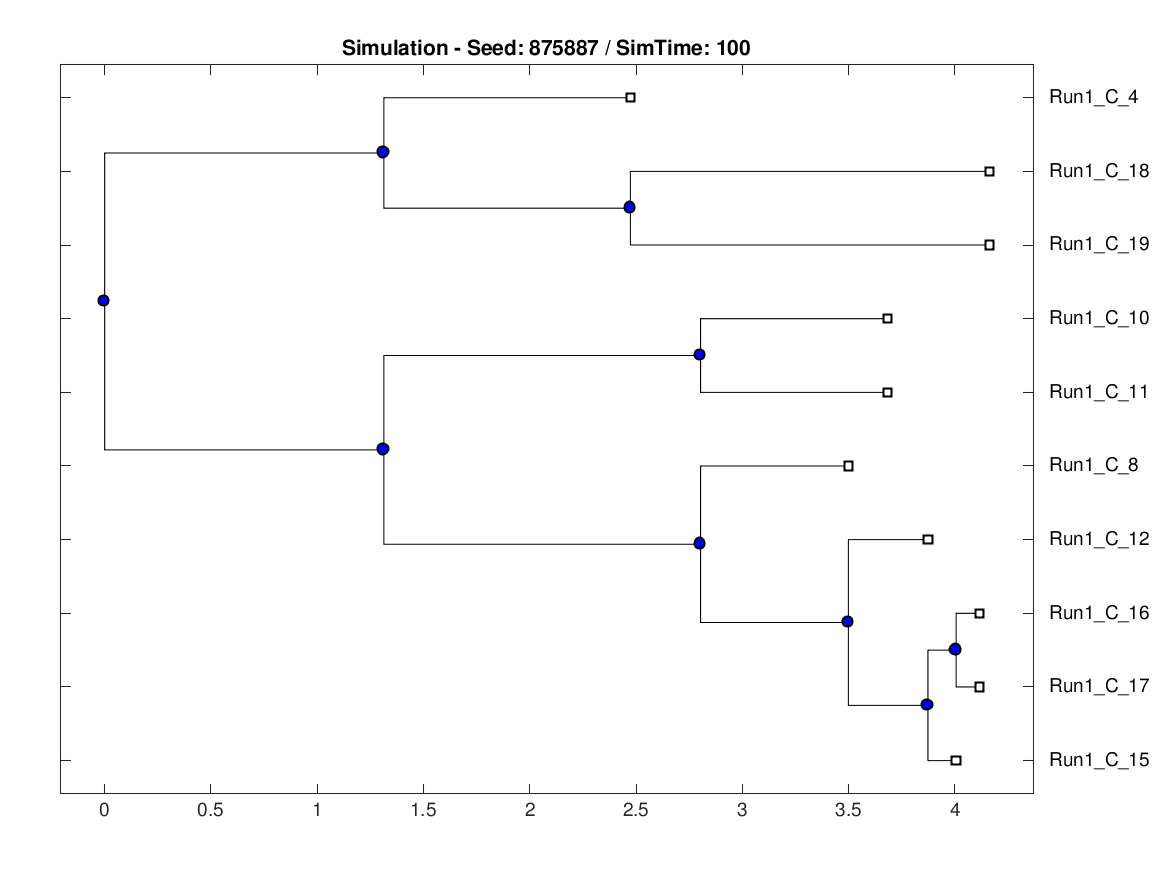 Simulation - Seed: 875887 / SimTime: 100
Run1_C_4
Run1_C_18
Run1_C_19
Run1_C_10
Run1_C_11
Run1_C_8
Run1_C_12
Run1_C_16
Run1_C_17
Run1_C_15
0 0.5 1 1.5 2 2.5 3 3.5 4